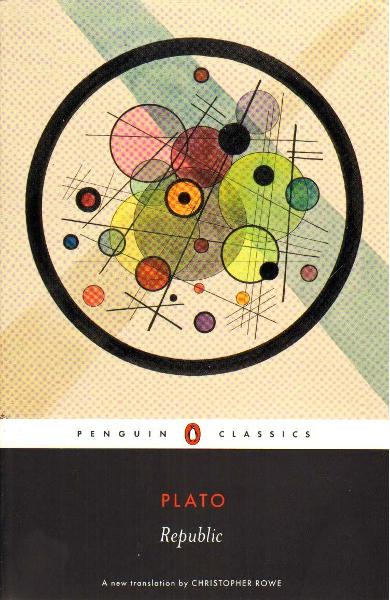 PENGUIN CLASSICS
PLATO
Republic
A new translation by CHRISTOPHER ROWE